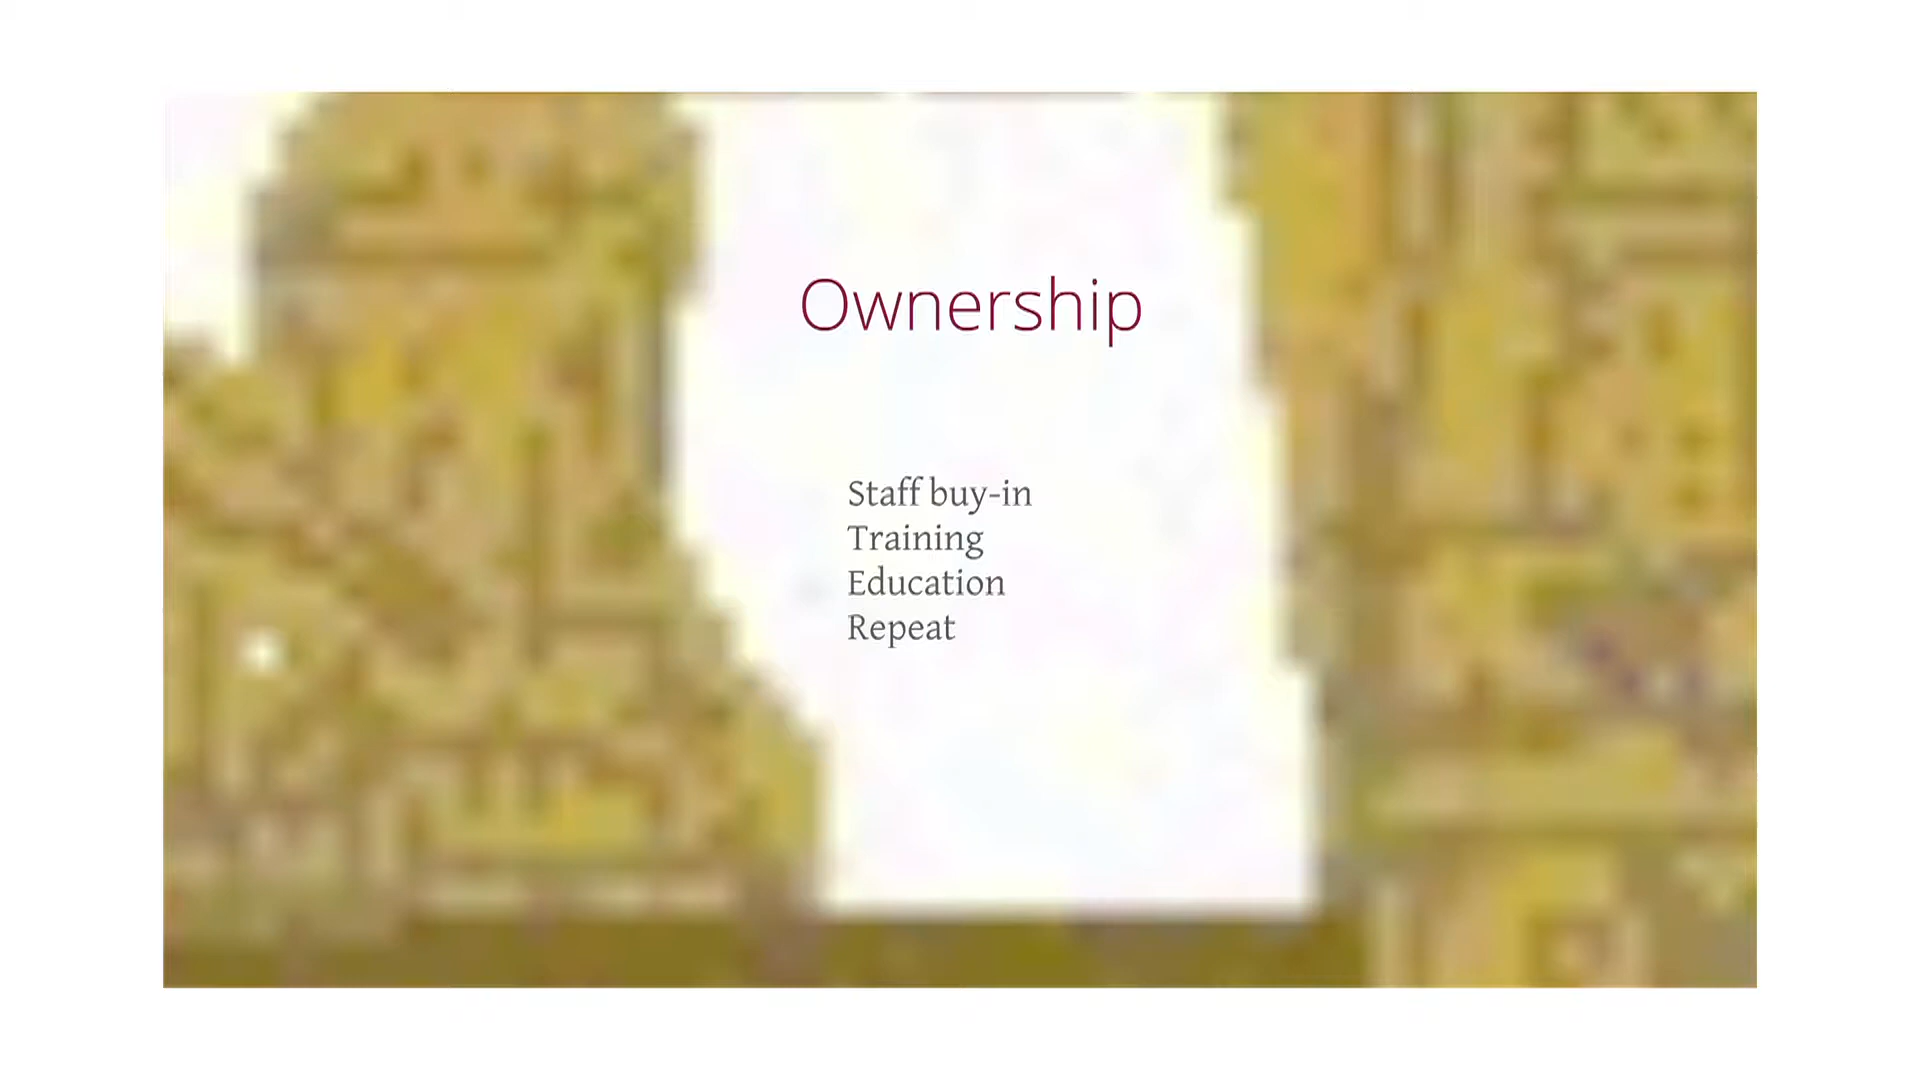 Ownership
Staff buy-in
Training
Education
Repeat